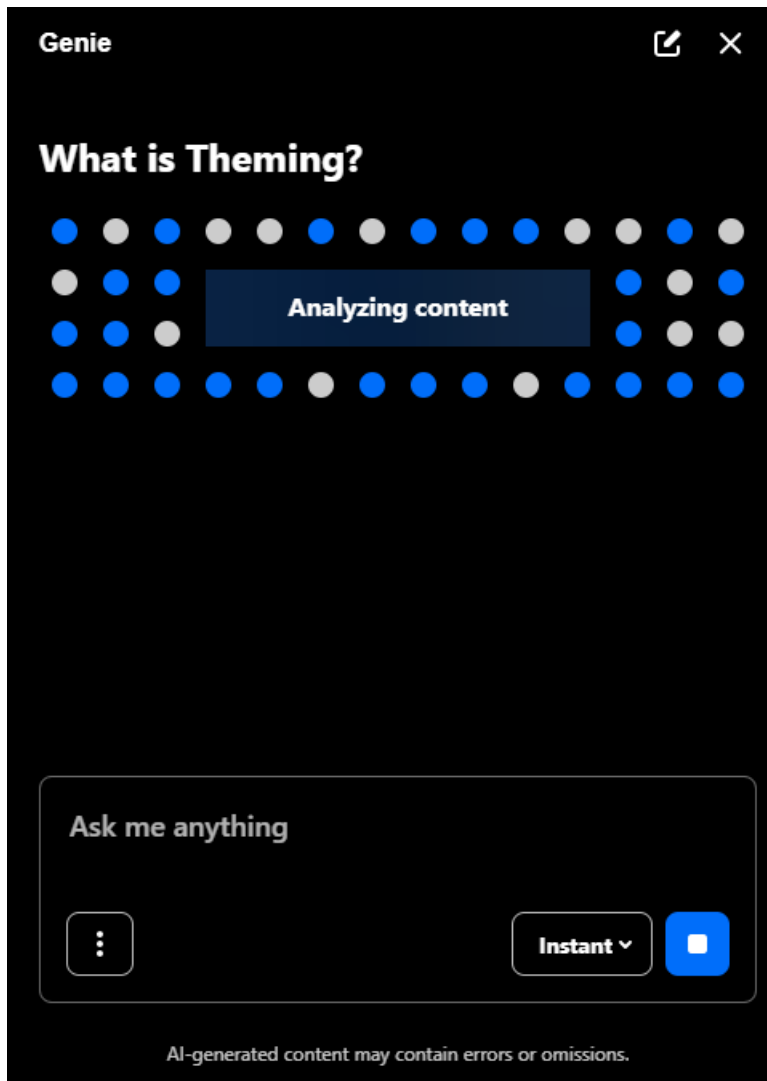 Genie
What is Theming?
Analyzing content
Ask me anything
Instant
AI-generated content may contain errors or omissions.